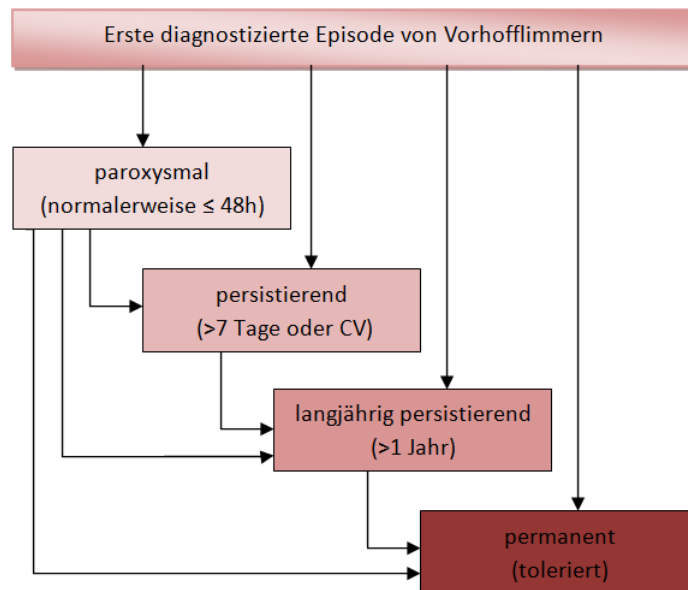 Erste diagnostizierte Episode von Vorhofflimmern
paroxysmal
(normalerweise ≤ 48h)
persistierend
(>7 Tage oder CV)
langjährig persistierend
(>1 Jahr)
permanent
(toleriert)